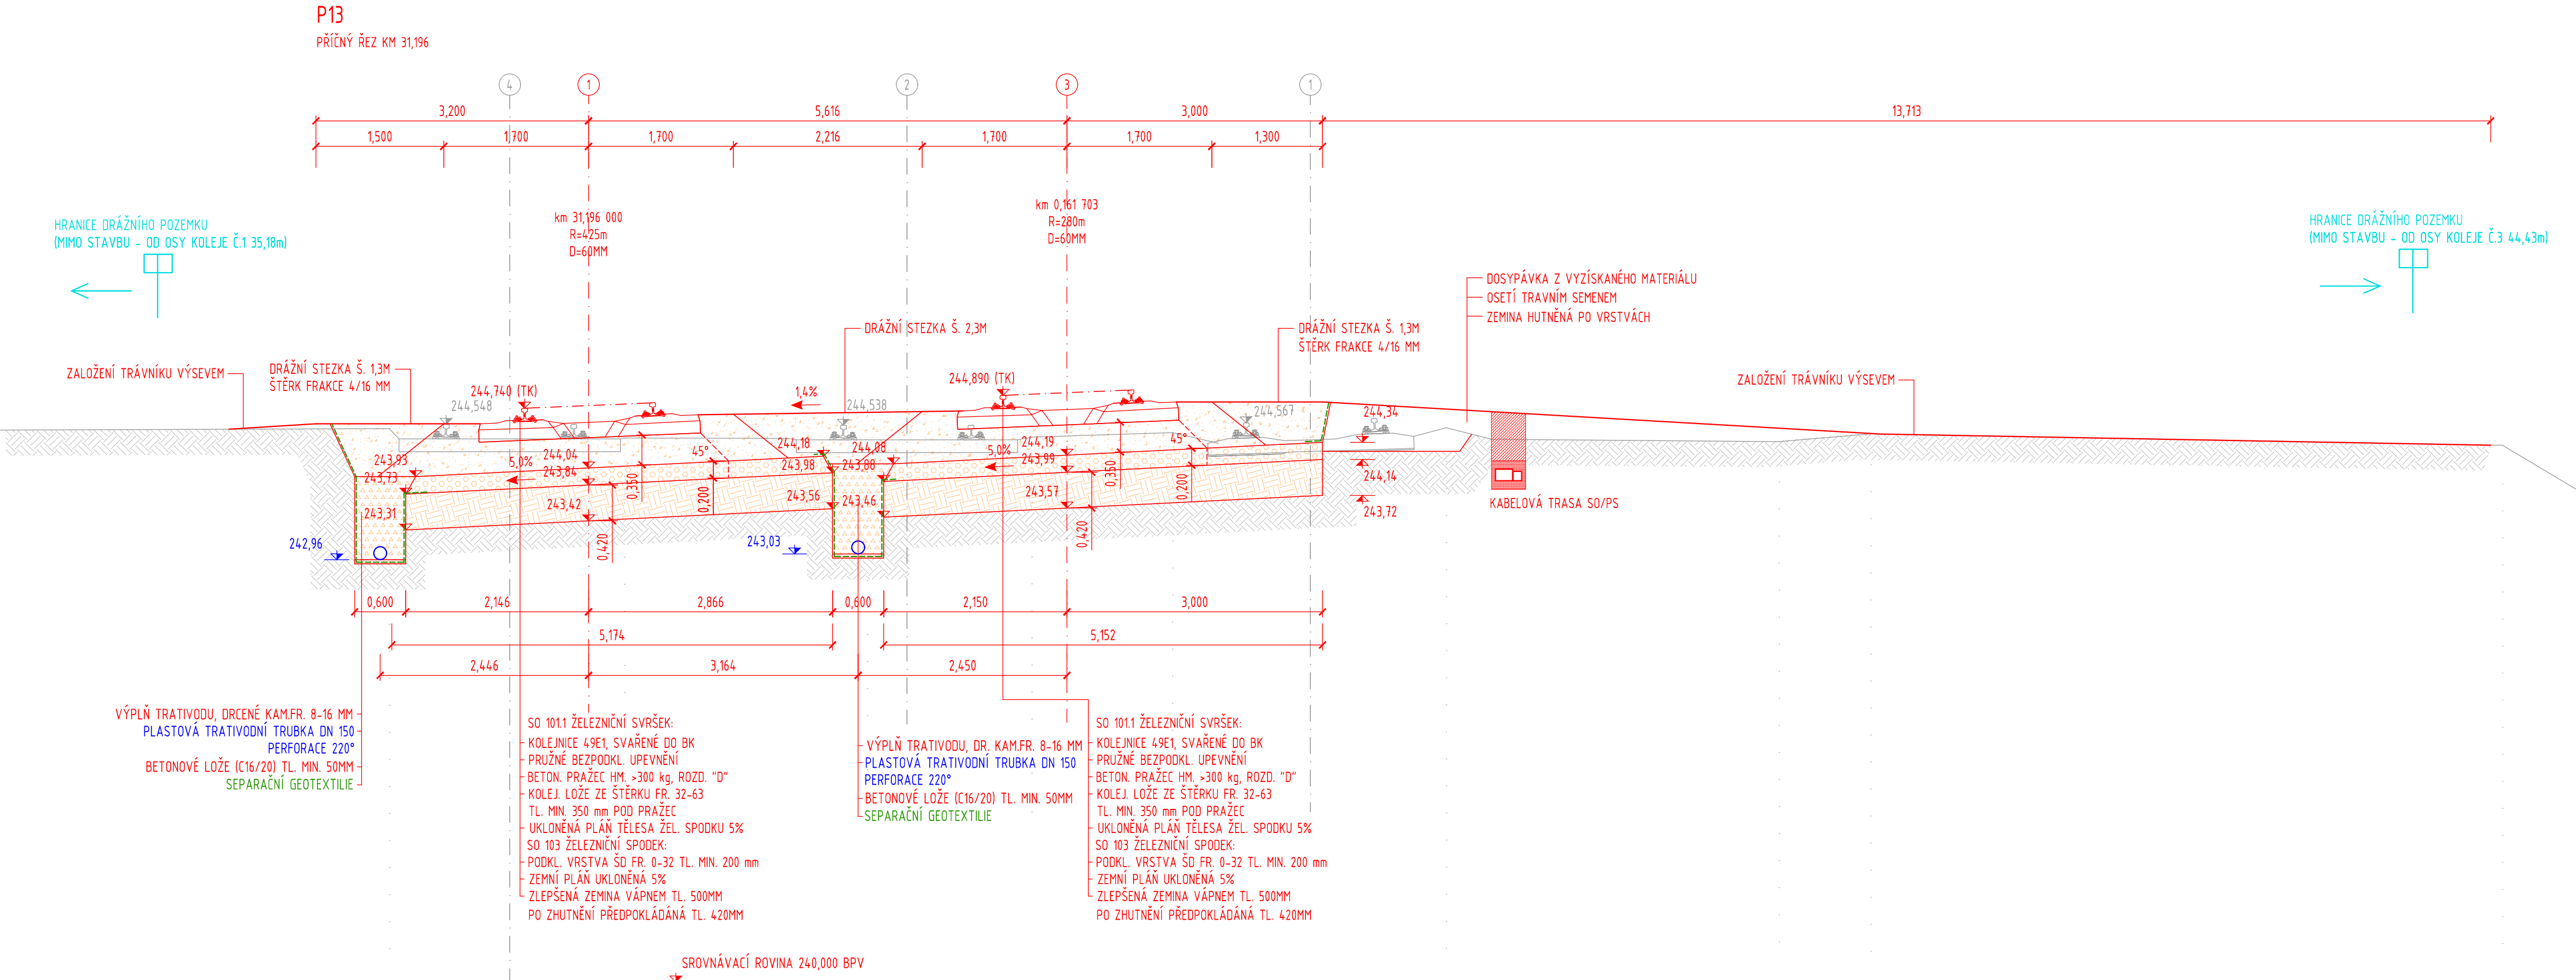 P13
PŘÍČNÝ ŘEZ KM 31,196
4
1
2
3
1
3,200
5,616
3,000
13,713
1,500
1,700
1,700
2,216
1,700
1,700
1,300
km 31,196 000
R=425m
D=60MM
km 0,161 703
R=280m
D=60MM
HRANICE DRÁŽNÍHO POZEMKU
(MIMO STAVBU - OD OSY KOLEJE Č.1 35,18m)
HRANICE DRÁŽNÍHO POZEMKU
(MIMO STAVBU - OD OSY KOLEJE Č.3 44,43m)
DOSYPÁVKA Z VYZÍSKANÉHO MATERIÁLU
OSETÍ TRAVNÍM SEMENEM
ZEMINA HUTNĚNÁ PO VRSTVÁCH
DRÁŽNÍ STEZKA Š. 2,3M
DRÁŽNÍ STEZKA Š. 1,3M
ŠTĚRK FRAKCE 4/16 MM
ZALOŽENÍ TRÁVNÍKU VÝSEVEM
DRÁŽNÍ STEZKA Š. 1,3M
ŠTĚRK FRAKCE 4/16 MM
ZALOŽENÍ TRÁVNÍKU VÝSEVEM
244,740 (TK)
244,548
1,4%
244,538
244,890 (TK)
244,567
244,34
244,14
243,72
243,93
243,73
243,31
5,0%
244,04
243,84
243,42
0,350
45°
0,200
0,420
244,18
243,98
243,56
244,08
243,88
243,46
5,0%
244,19
243,99
243,57
0,350
45°
0,200
0,420
KABELOVÁ TRASA SO/PS
242,96
243,03
0,600
2,146
2,866
0,600
2,150
3,000
5,174
5,152
2,446
3,164
2,450
VÝPLŇ TRATIVODU, DRCENÉ KAM.FR. 8-16 MM
PLASTOVÁ TRATIVODNÍ TRUBKA DN 150
PERFORACE 220°
BETONOVÉ LOŽE (C16/20) TL. MIN. 50MM
SEPARAČNÍ GEOTEXTILIE
SO 101.1 ŽELEZNIČNÍ SVRŠEK:
KOLEJNICE 49E1, SVAŘENÉ DO BK
PRUŽNÉ BEZPODKL. UPEVNĚNÍ
BETON. PRAŽEC HM. >300 kg, ROZD. "D"
KOLEJ. LOŽE ZE ŠTĚRKU FR. 32-63
TL. MIN. 350 mm POD PRAŽEC
UKLONĚNÁ PLÁŇ TĚLESA ŽEL. SPODKU 5%
SO 103 ŽELEZNIČNÍ SPODEK:
PODKL. VRSTVA ŠD FR. 0-32 TL. MIN. 200 mm
ZEMNÍ PLÁŇ UKLONĚNÁ 5%
ZLEPŠENÁ ZEMINA VÁPNEM TL. 500MM
PO ZHUTNĚNÍ PŘEDPOKLÁDÁNÁ TL. 420MM
VÝPLŇ TRATIVODU, DR. KAM.FR. 8-16 MM
PLASTOVÁ TRATIVODNÍ TRUBKA DN 150
PERFORACE 220°
BETONOVÉ LOŽE (C16/20) TL. MIN. 50MM
SEPARAČNÍ GEOTEXTILIE
SO 101.1 ŽELEZNIČNÍ SVRŠEK:
KOLEJNICE 49E1, SVAŘENÉ DO BK
PRUŽNÉ BEZPODKL. UPEVNĚNÍ
BETON. PRAŽEC HM. >300 kg, ROZD. "D"
KOLEJ. LOŽE ZE ŠTĚRKU FR. 32-63
TL. MIN. 350 mm POD PRAŽEC
UKLONĚNÁ PLÁŇ TĚLESA ŽEL. SPODKU 5%
SO 103 ŽELEZNIČNÍ SPODEK:
PODKL. VRSTVA ŠD FR. 0-32 TL. MIN. 200 mm
ZEMNÍ PLÁŇ UKLONĚNÁ 5%
ZLEPŠENÁ ZEMINA VÁPNEM TL. 500MM
PO ZHUTNĚNÍ PŘEDPOKLÁDÁNÁ TL. 420MM
SROVNÁVACÍ ROVINA 240,000 BPV